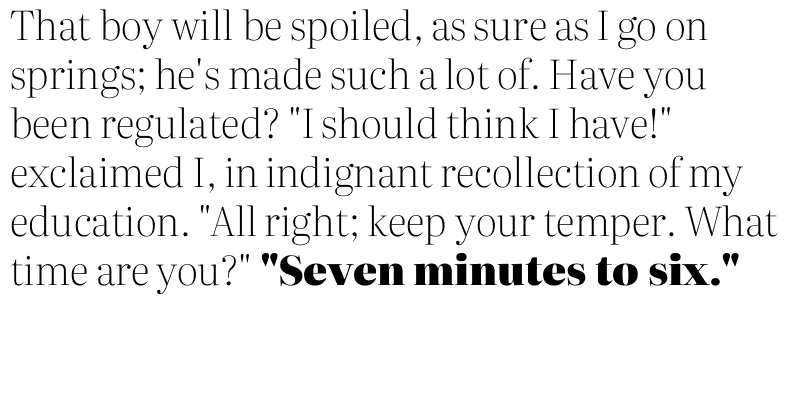 That boy will be spoiled, as sure as I go on
springs; he's made such a lot of. Have you
been regulated? "I should think I have!"
exclaimed I, in indignant recollection of my
education. "All right; keep your temper. What
time are you?" "Seven minutes to six."